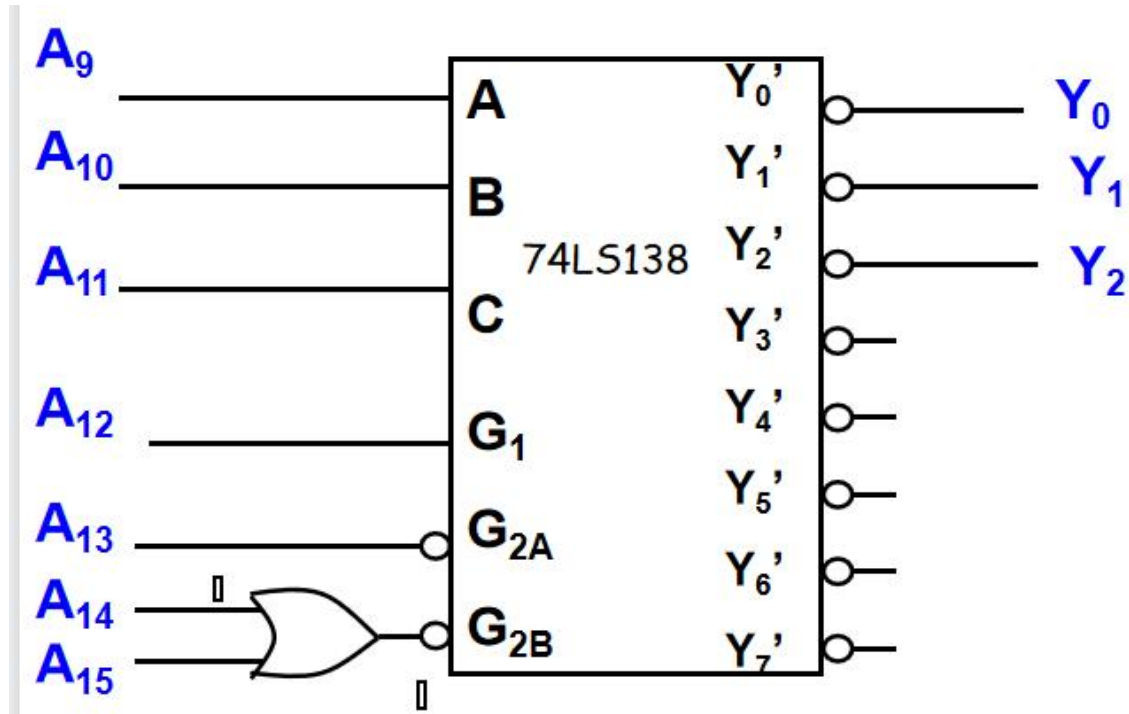 A9
A10
A11
A12
A13
A14
A15
A
B
C
G1
G2A
G2B
74LS138
Y0’
Y1’
Y2’
Y3’
Y4’
Y5’
Y6’
Y7’
Y0
Y1
Y2